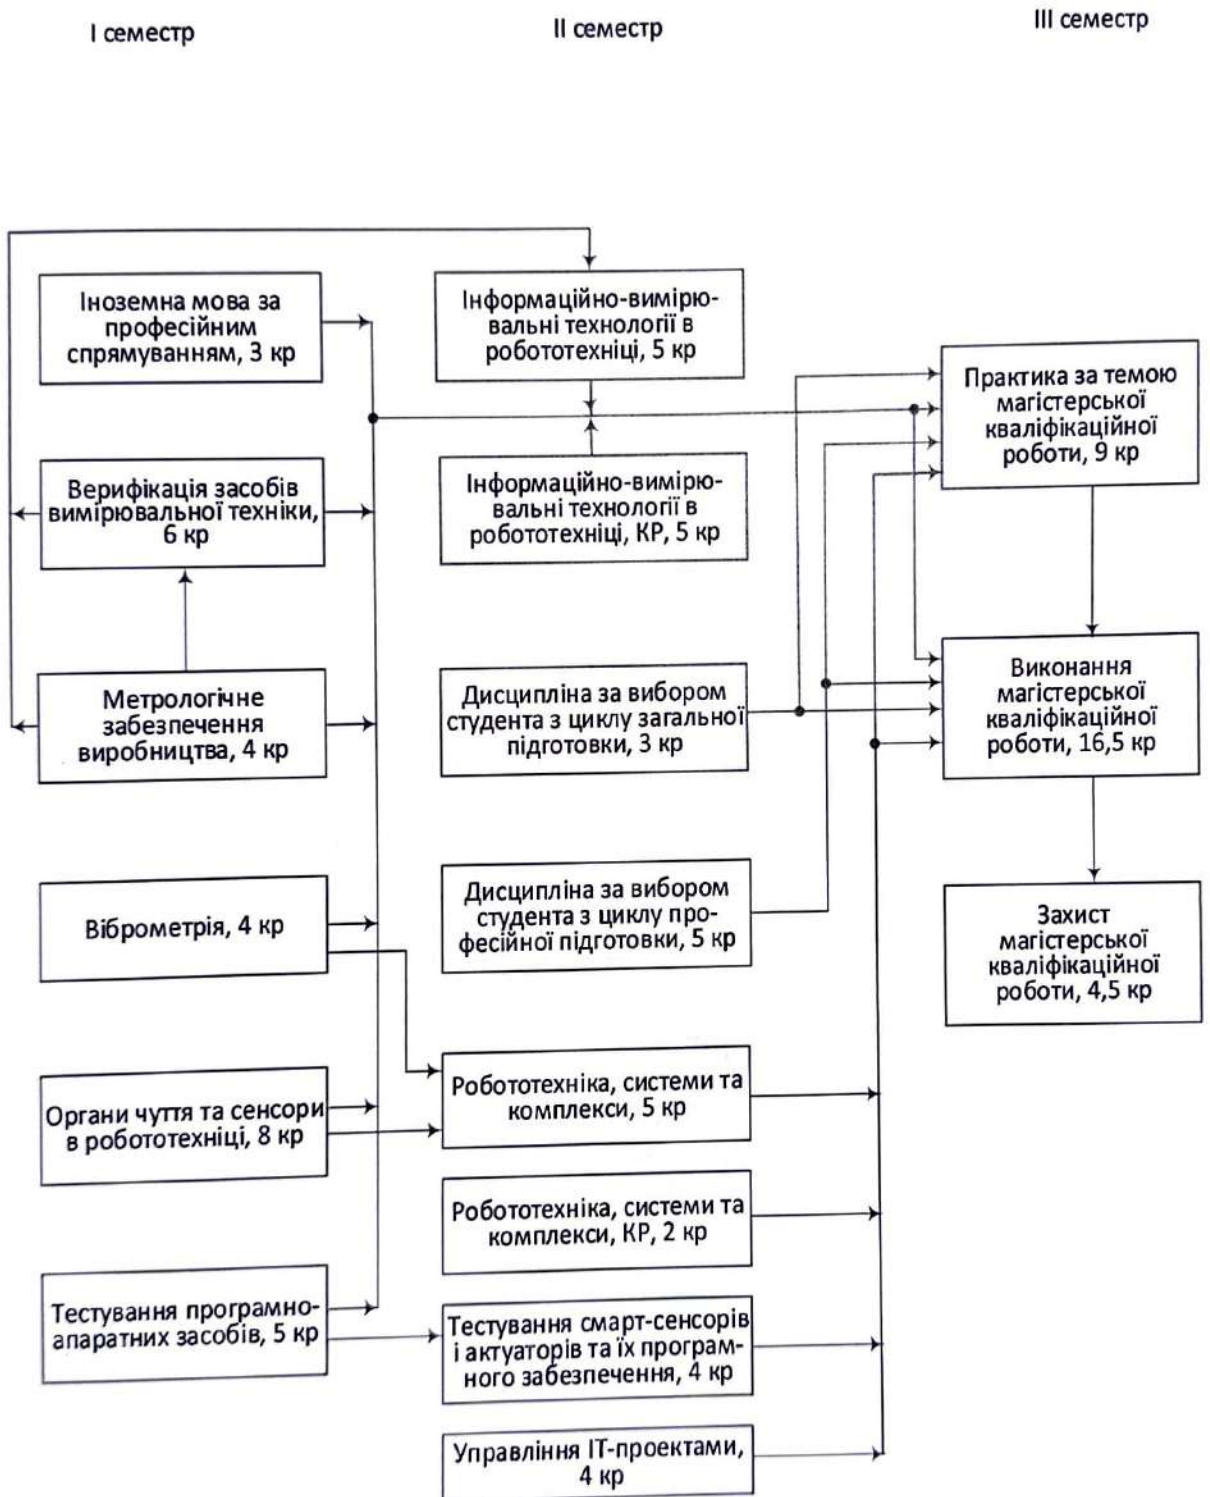 I семестр
II семестр
III семестр
Іноземна мова за
професійним
спрямуванням, 3 кр
Верифікація засобів
вимірювальної техніки,
6 кр
Метрологічне
забезпечення
виробництва, 4 кр
Віброметрія, 4 кр
Органи чуття та сенсори
в робототехніці, 8 кр
Тестування програмно-
апаратних засобів, 5 кр
Інформаційно-вимірю-
вальні технології в
робототехніці, 5 кр
Інформаційно-вимірю-
вальні технології в
робототехніці, КР, 5 кр
Дисципліна за вибором
студента з циклу загальної
підготовки, 3 кр
Дисципліна за вибором
студента з циклу про-
фесійної підготовки, 5 кр
Робототехніка, системи та
комплекси, 5 кр
Робототехніка, системи та
комплекси, КР, 2 кр
Тестування смарт-сенсорів
і актуаторів та їх програм-
ного забезпечення, 4 кр
Управління ІТ-проектами,
4 кр
Практика за темою
магістерської
кваліфікаційної
роботи, 9 кр
Виконання
магістерської
кваліфікаційної
роботи, 16,5 кр
Захист
магістерської
кваліфікаційної
роботи, 4,5 кр